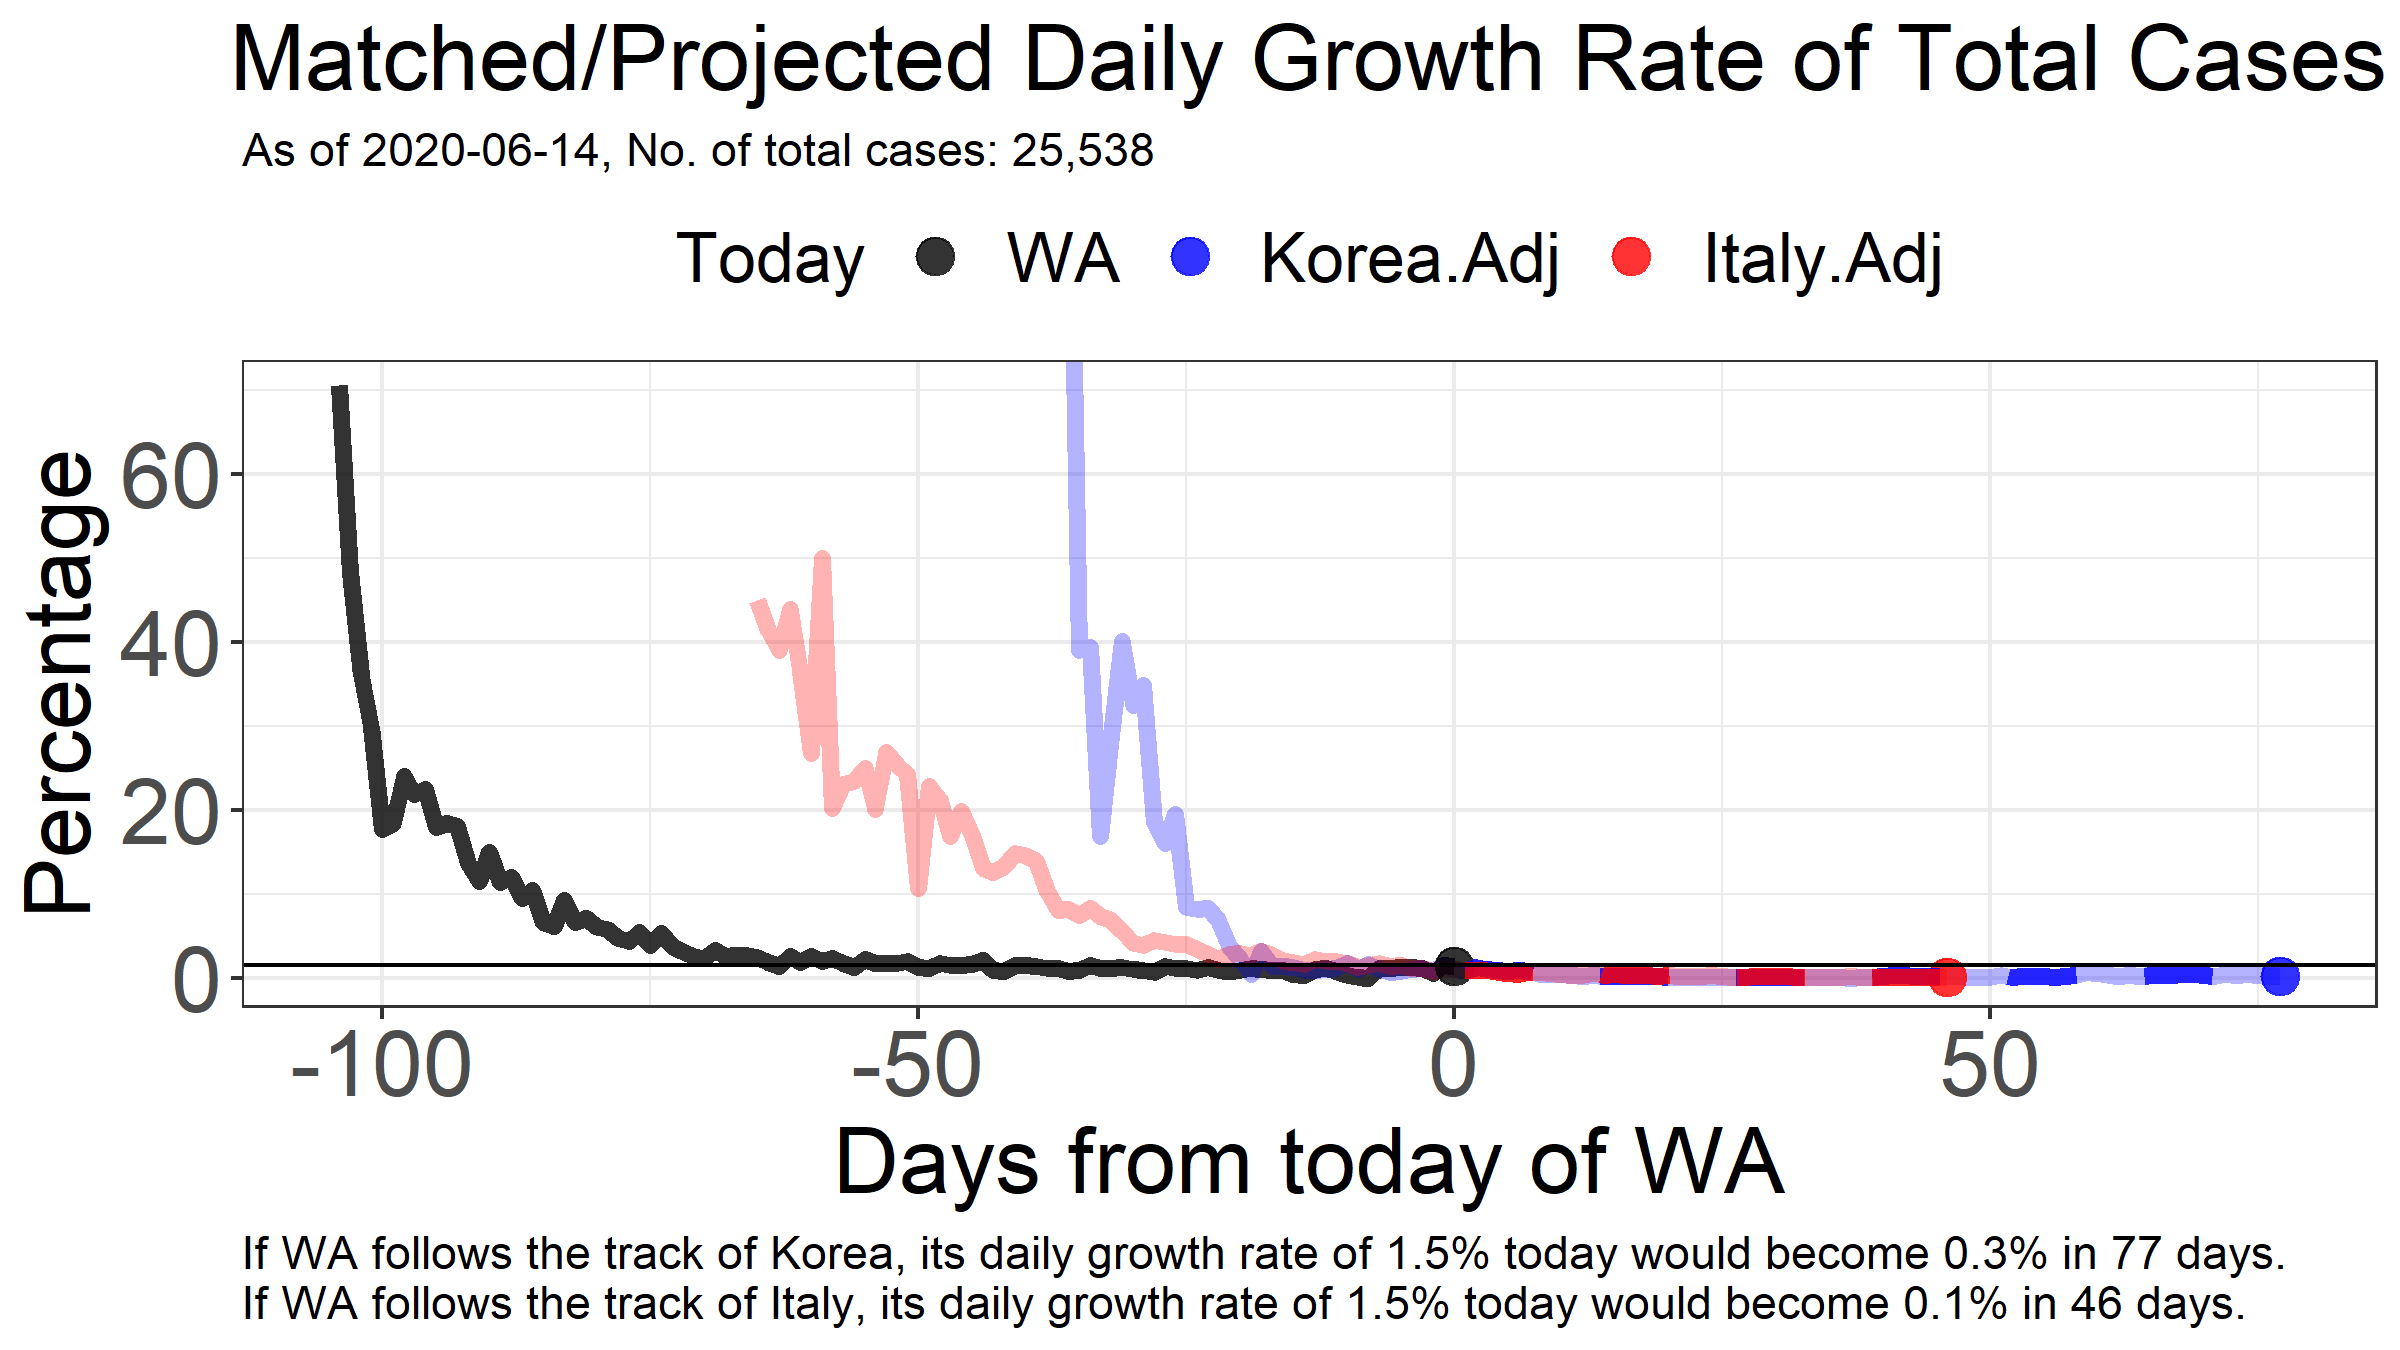 Matched/Projected Daily Growth Rate of Total Cases
As of 2020-06-14, No. of total cases: 25,538
Today WA Korea.Adj Italy.Adj
Percentage
60
40
20
0
-100 -50 0 50
Days from today of WA
If WA follows the track of Korea, its daily growth rate of 1.5% today would become 0.3% in 77 days.
If WA follows the track of Italy, its daily growth rate of 1.5% today would become 0.1% in 46 days.